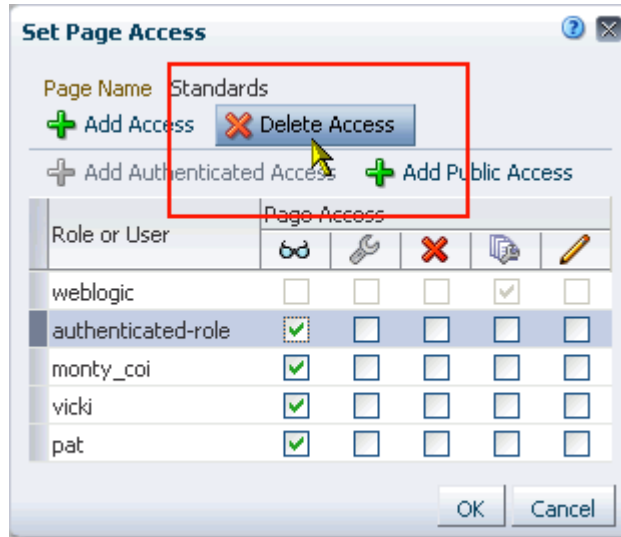 Set Page Access
Page Name Standards
Add Access Delete Access
Add Authenticated Access Add Public Access
Role or User Page Access
weblogic
authenticated-role
monty_coi
vicki
pat
OK Cancel